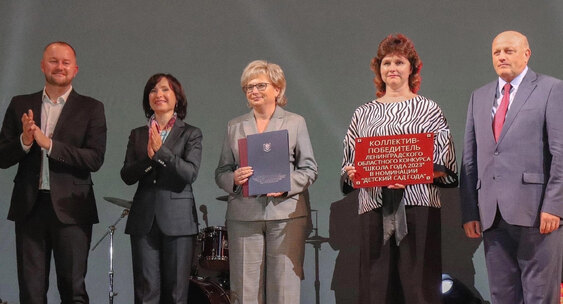 КОЛЛЕКТИВ-
ПОБЕДИТЕЛЬ
ЛЕНИНГРАДСКОГО
ОБЛАСТНОГО КОНКУРСА
"ШКОЛА ГОДА 2023"
В НОМИНАЦИИ
"ДЕТСКИЙ САД ГОДА"